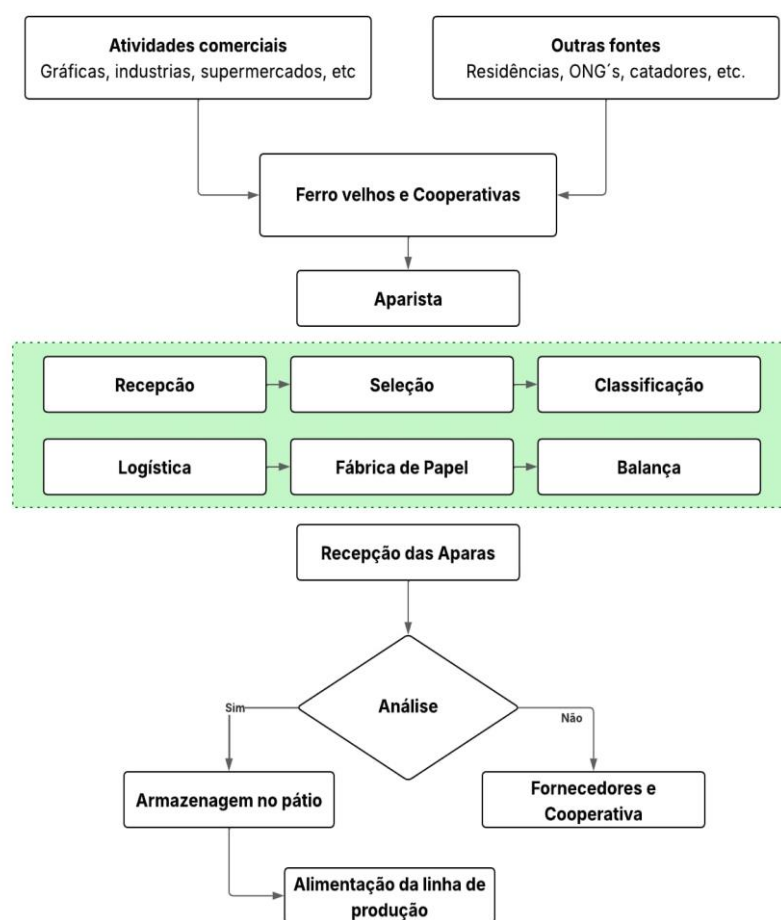 Atividades comerciais
Gráficas, industrias, supermercados, etc
Outras fontes
Residências, ONG´s, catadores, etc.
Ferro velhos e Cooperativas
Aparista
Recepcão
Seleção
Classificação
Logística
Fábrica de Papel
Balança
Recepção das Aparas
Análise
Sim
Não
Armazenagem no pátio
Fornecedores e
Cooperativa
Alimentação da linha de
produção